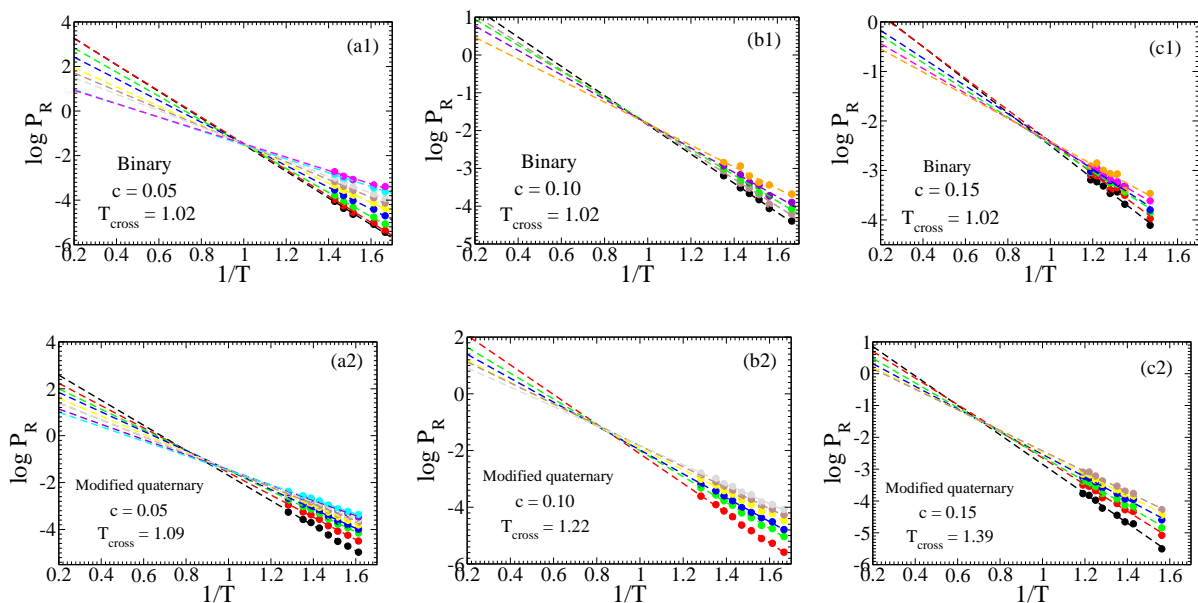 (a1)
4
2
0
-2
-4
-6
log P_R
Binary
c = 0.05
T_cross = 1.02
0.2 0.4 0.6 0.8 1 1.2 1.4 1.6
1/T
(b1)
1
0
-1
-2
-3
-4
-5
log P_R
Binary
c = 0.10
T_cross = 1.02
0.2 0.4 0.6 0.8 1 1.2 1.4 1.6
1/T
(c1)
0
-1
-2
-3
-4
log P_R
Binary
c = 0.15
T_cross = 1.02
0.2 0.4 0.6 0.8 1 1.2 1.4 1.6
1/T
(a2)
4
2
0
-2
-4
log P_R
Modified quaternary
c = 0.05
T_cross = 1.09
0.2 0.4 0.6 0.8 1 1.2 1.4 1.6
1/T
(b2)
2
0
-2
-4
-6
log P_R
Modified quaternary
c = 0.10
T_cross = 1.22
0.2 0.4 0.6 0.8 1 1.2 1.4 1.6
1/T
(c2)
1
0
-1
-2
-3
-4
-5
-6
log P_R
Modified quaternary
c = 0.15
T_cross = 1.39
0.2 0.4 0.6 0.8 1 1.2 1.4 1.6
1/T